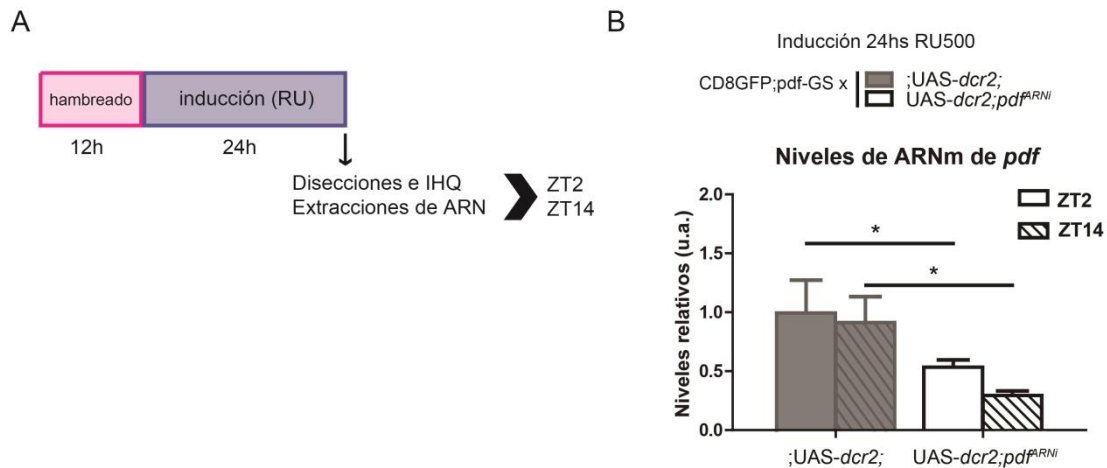 A
hambreado
inducción (RU)
12h
24h
Disecciones e IHQ
Extracciones de ARN
ZT2
ZT14
B
Inducción 24hs RU500
CD8GFP;pdf-GS x
;UAS-dcr2;
UAS-dcr2;pdfARNi
Niveles de ARNm de pdf
ZT2
ZT14
Niveles relativos (u.a.)
2.0
1.5
1.0
0.5
0.0
*
*
;UAS-dcr2;
UAS-dcr2;pdfARNi